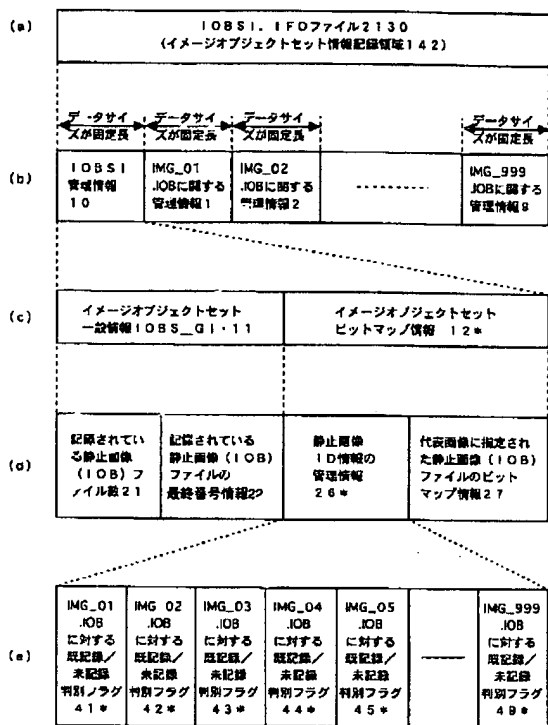 (a)
IOBSI. IFOファイル2130
(イメージオブジェクトセット情報記録領域142)
データサイ
ズが固定長
データサイ
ズが固定長
データサイ
ズが固定長
データサイ
ズが固定長
(b)
IOBSI
管理情報
10
IMG_01
.IOBに関する
管理情報1
IMG_02
.IOBに関する
管理情報2
IMG_999
.IOBに関する
管理情報9
(c)
イメージオブジェクトセット
一般情報IOBS_GI・11
イメージオブジェクトセット
ビットマップ情報 12*
(d)
記録されてい
る静止画像
(IOB)フ
ァイル数21
記録されている
静止画像(IOB)
ファイルの
最終番号情報22
静止画像
ID情報の
管理情報
26*
代表画像に指定され
た静止画像(IOB)
ファイルのビット
マップ情報27
(e)
IMG_01
.IOB
に対する
既記録/
未記録
判別フラグ
41*
IMG_02
.IOB
に対する
既記録/
未記録
判別フラグ
42*
IMG_03
.IOB
に対する
既記録/
未記録
判別フラグ
43*
IMG_04
.IOB
に対する
既記録/
未記録
判別フラグ
44*
IMG_05
.IOB
に対する
既記録/
未記録
判別フラグ
45*
IMG_999
.IOB
に対する
既記録/
未記録
判別フラグ
49*